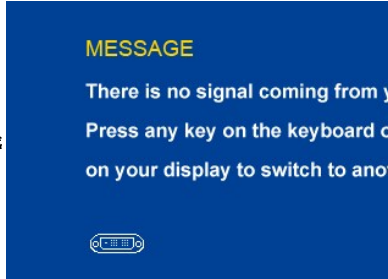 MESSAGE
There is no signal coming from
Press any key on the keyboard
on your display to switch to